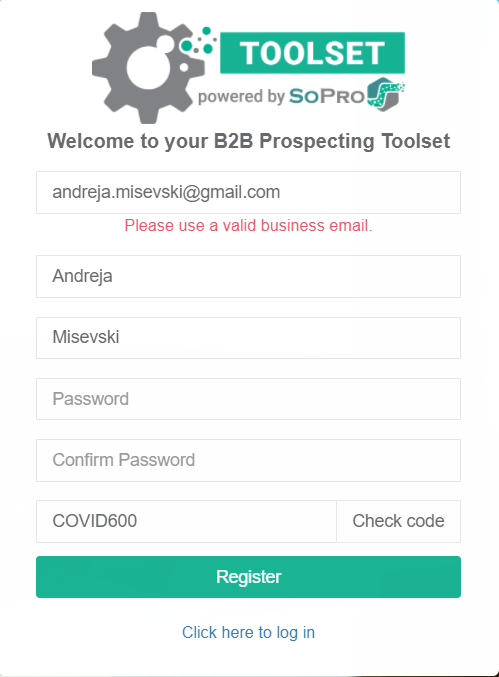 TOOLSET
powered by SoPro
Welcome to your B2B Prospecting Toolset
andreja.misevski@gmail.com
Please use a valid business email.
Andreja
Misevski
Password
Confirm Password
COVID600 Check code
Register
Click here to log in